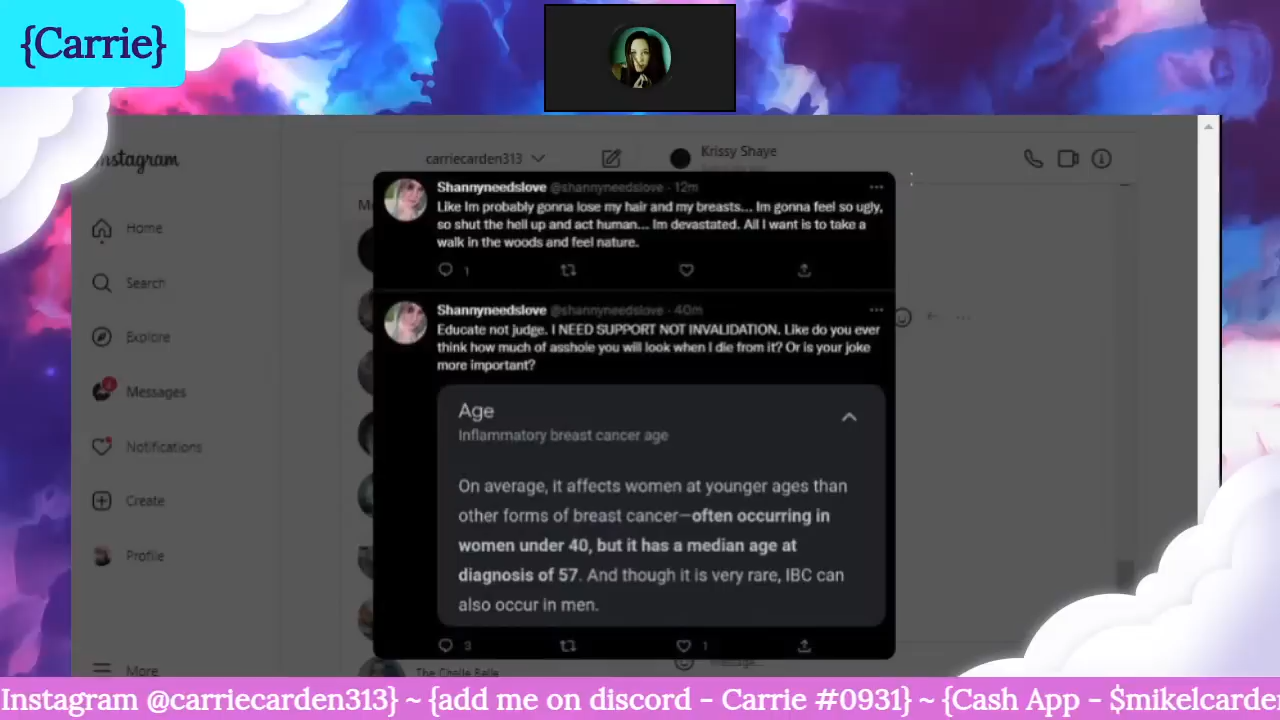 {Carrie}
Instagram
carriecarden313
Krissy Shaye
Home
Search
Explore
Messages
Notifications
Create
Profile
More
Shannyneedslove @shannyneedslove · 12m
Like Im probably gonna lose my hair and my breasts... Im gonna feel so ugly,
so shut the hell up and act human... Im devastated. All I want is to take a
walk in the woods and feel nature.
1
Shannyneedslove @shannyneedslove · 40m
Educate not judge. I NEED SUPPORT NOT INVALIDATION. Like do you ever
think how much of asshole you will look when I die from it? Or is your joke
more important?
Age
Inflammatory breast cancer age
On average, it affects women at younger ages than
other forms of breast cancer—often occurring in
women under 40, but it has a median age at
diagnosis of 57. And though it is very rare, IBC can
also occur in men.
3
1
The Chelle Belle
Message...
Instagram @carriecarden313} ~ {add me on discord - Carrie #0931} ~ {Cash App - $mikelcarden